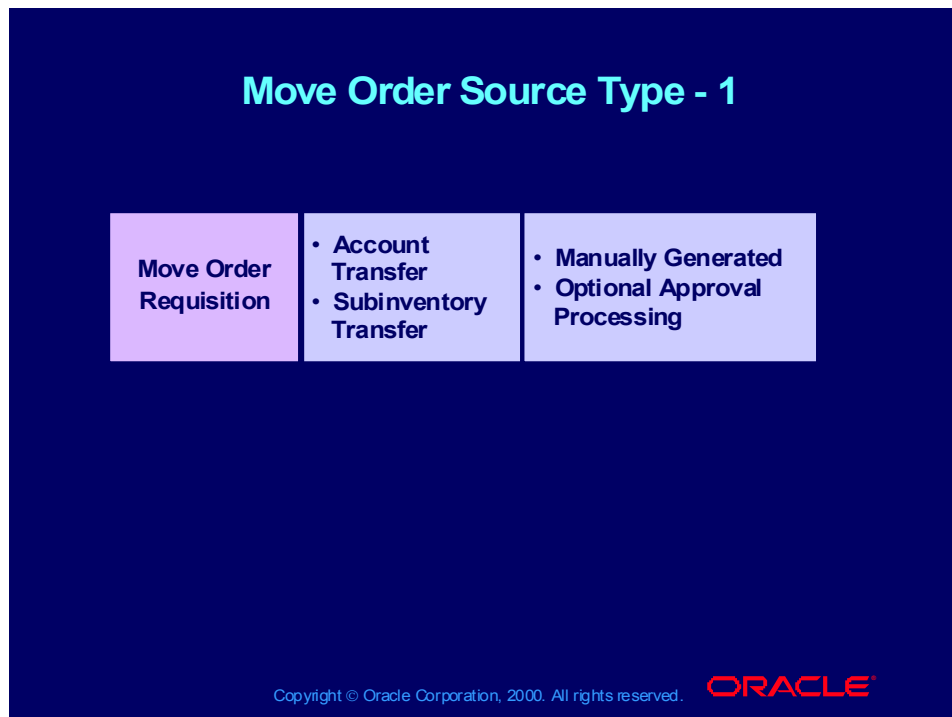 Move Order Source Type - 1
Move Order
Requisition
• Account
Transfer
• Subinventory
Transfer
• Manually Generated
• Optional Approval
Processing
Copyright © Oracle Corporation, 2000. All rights reserved.
ORACLE®